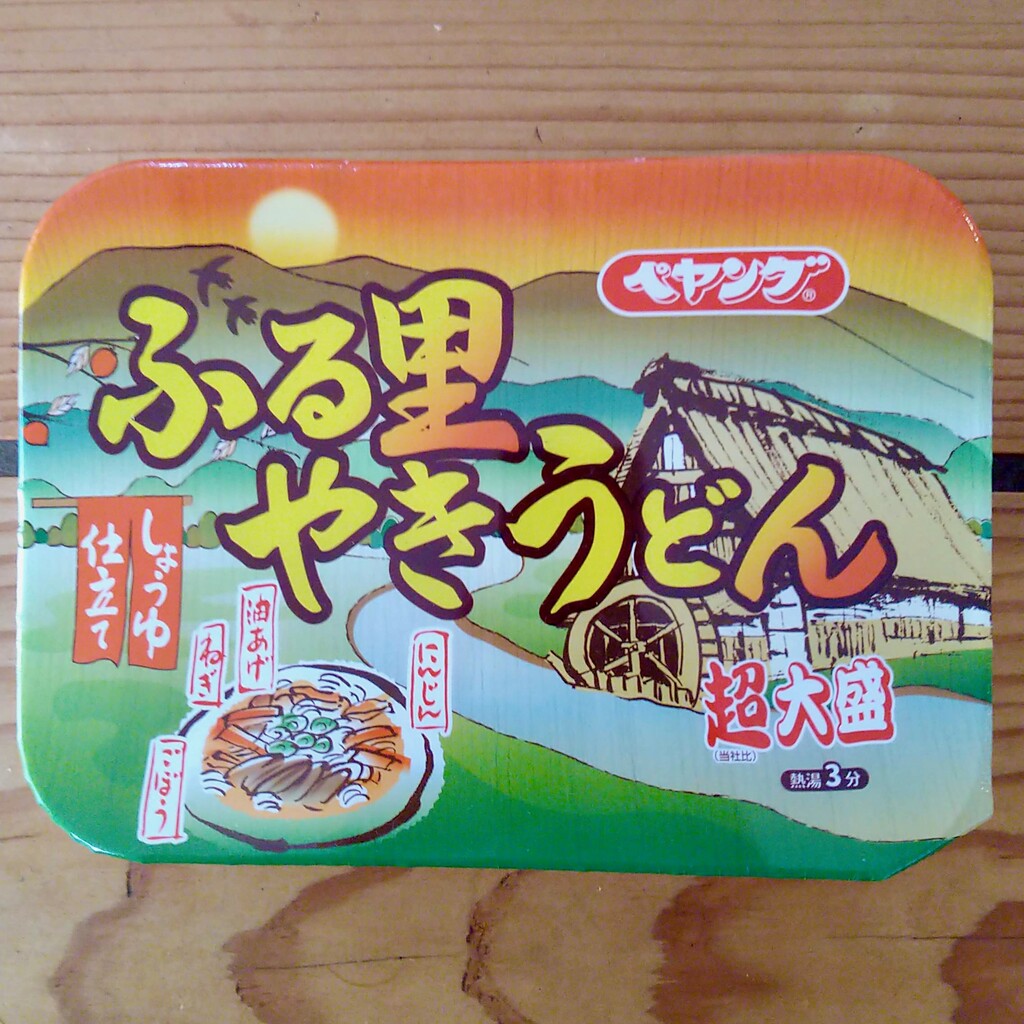 ペヤング®
ふる里
やきうどん
しょうゆ
仕立て
油あげ
ねぎ
にんじん
ごぼう
超大盛
(当社比)
熱湯3分